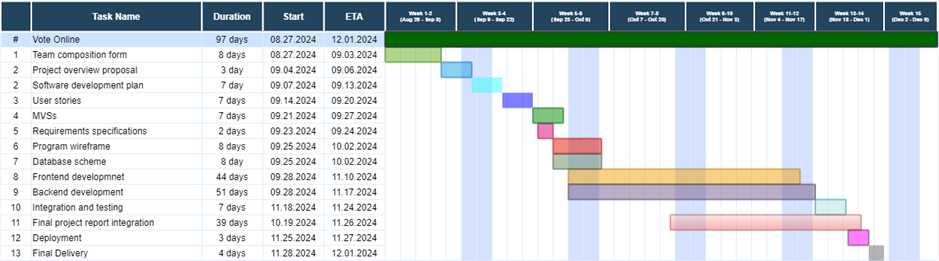 Task Name Duration Start ETA Week 1-2 Week 3-4 Week 5-6 Week 7-8 Week 9-10 Week 11-12 Week 13-14 Week 15
(Aug 26 - Sep 8) (Sep 9 - Sep 22) (Sep 23 - Oct 6) (Oct 7 - Oct 20) (Oct 21 - Nov 3) (Nov 4 - Nov 17) (Nov 18 - Dec 1) (Dec 2 - Dec 8)
# Vote Online 97 days 08.27.2024 12.01.2024
1 Team composition form 8 days 08.27.2024 09.03.2024
2 Project overview proposal 3 day 09.04.2024 09.06.2024
2 Software development plan 7 day 09.07.2024 09.13.2024
3 User stories 7 days 09.14.2024 09.20.2024
4 MVSs 7 days 09.21.2024 09.27.2024
5 Requirements specifications 2 days 09.23.2024 09.24.2024
6 Program wireframe 8 days 09.25.2024 10.02.2024
7 Database scheme 8 day 09.25.2024 10.02.2024
8 Frontend developmnet 44 days 09.28.2024 11.10.2024
9 Backend development 51 days 09.28.2024 11.17.2024
10 Integration and testing 7 days 11.18.2024 11.24.2024
11 Final project report integration 39 days 10.19.2024 11.26.2024
12 Deployment 3 days 11.25.2024 11.27.2024
13 Final Delivery 4 days 11.28.2024 12.01.2024